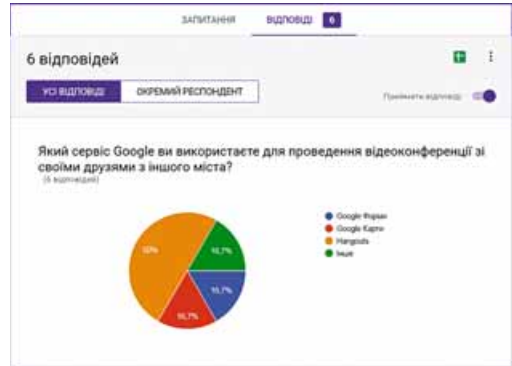 ЗАПИТАННЯ ВІДПОВІДІ 6
6 відповідей
УСІ ВІДПОВІДІ ОКРЕМИЙ РЕСПОНДЕНТ
Приймати відповіді
Який сервіс Google ви використаєте для проведення відеоконференції зі
своїми друзями з іншого міста?
(6 відповідей)
50%
16,7%
16,7%
16,7%
Google Форми
Google Карти
Hangouts
Інше